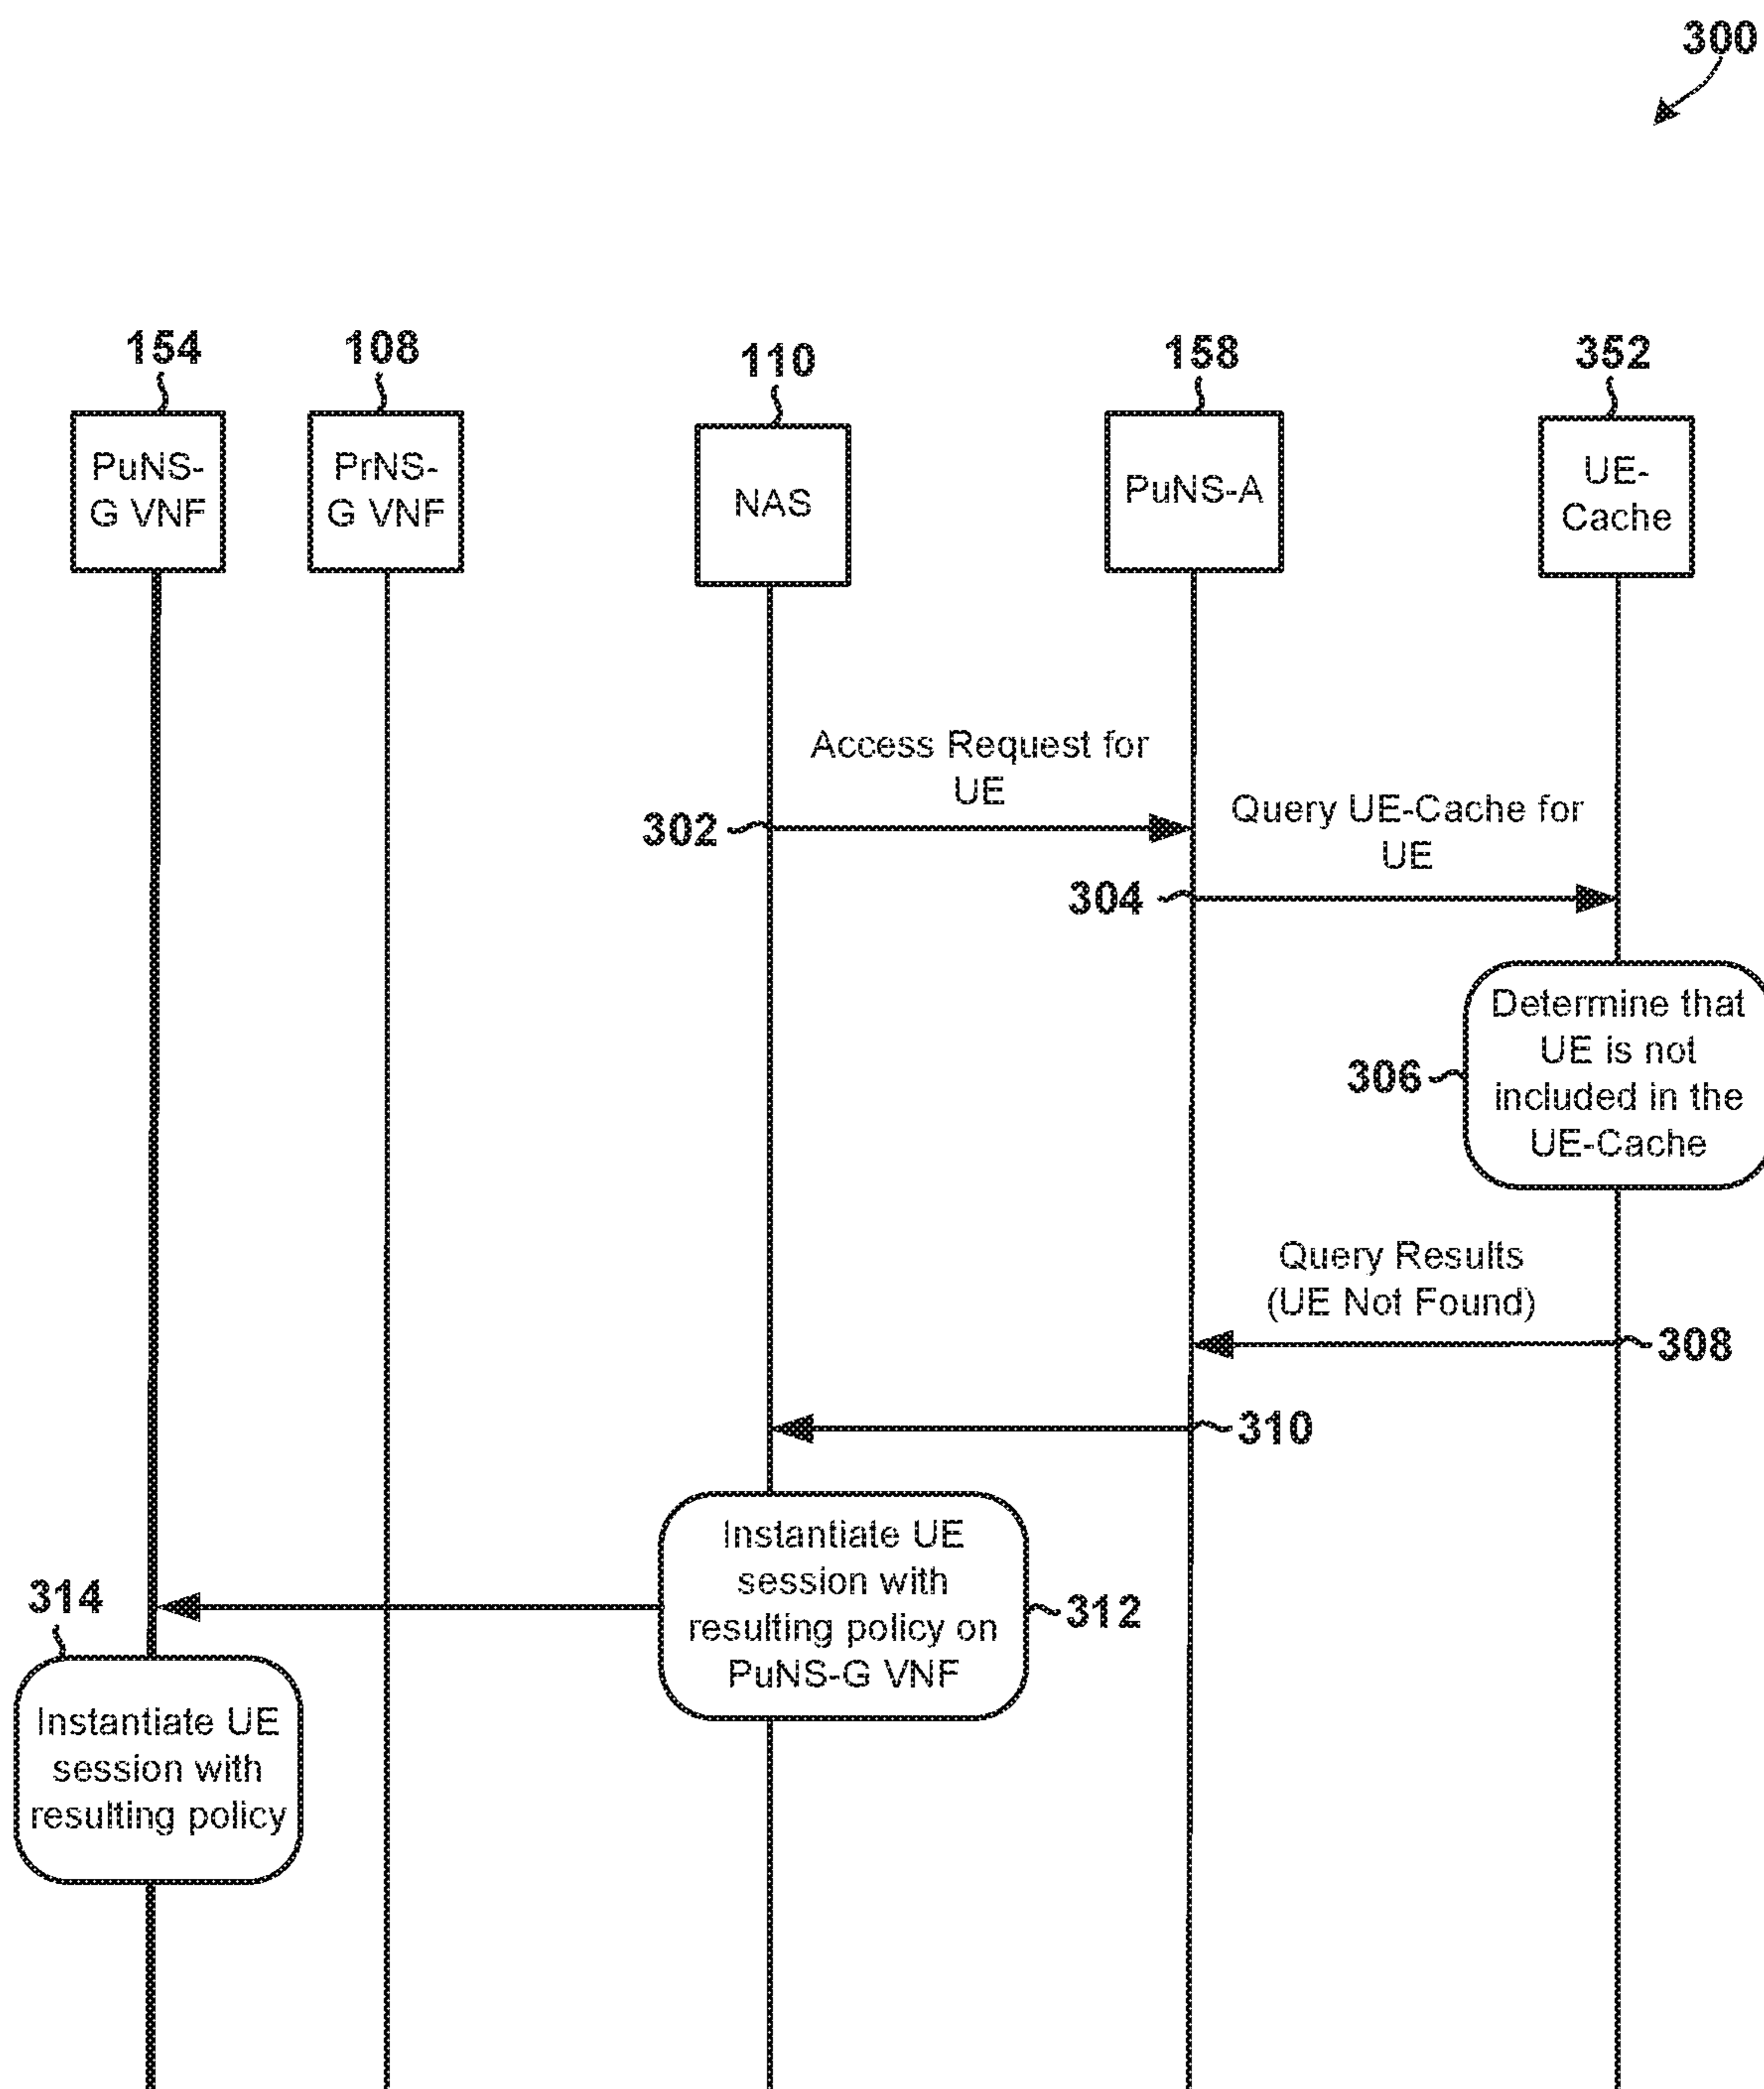 300
154
108
110
158
352
PuNS-
G VNF
PrNS-
G VNF
NAS
PuNS-A
UE-
Cache
Access Request for
UE
302
Query UE-Cache for
UE
304
Determine that
UE is not
included in the
UE-Cache
306
Query Results
(UE Not Found)
308
310
Instantiate UE
session with
resulting policy on
PuNS-G VNF
312
314
Instantiate UE
session with
resulting policy